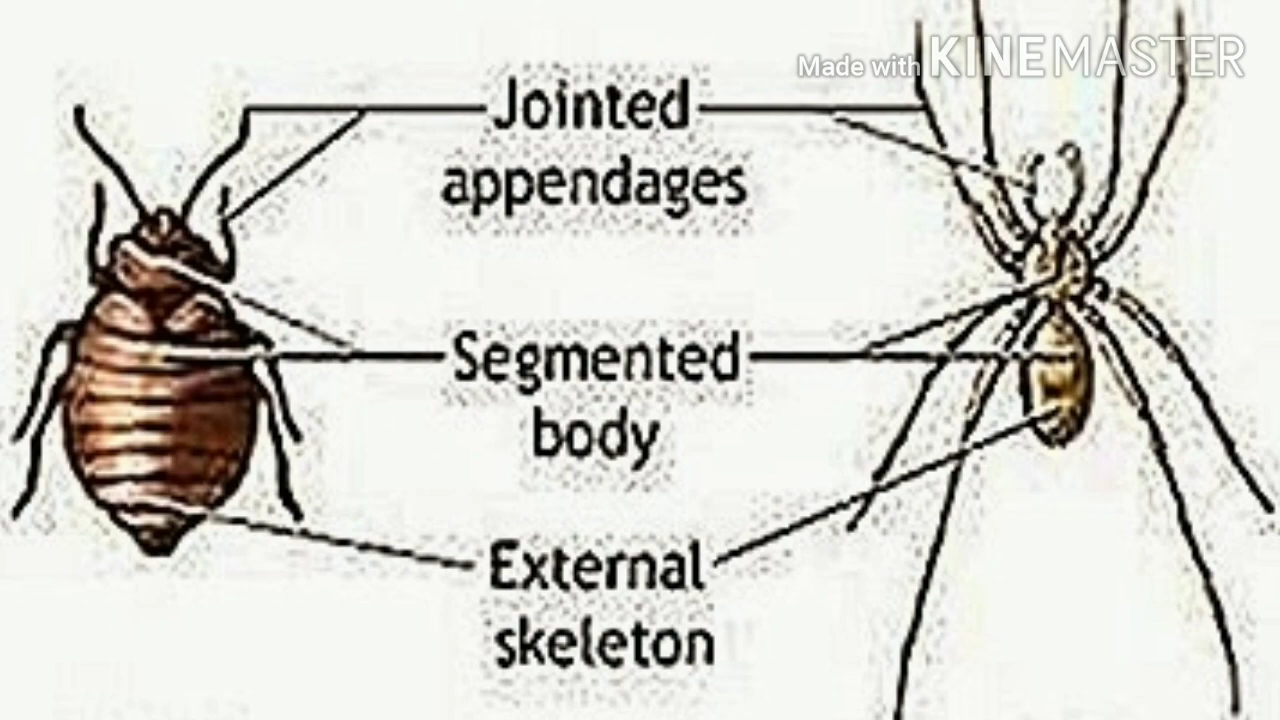 Made with KINEMASTER
Jointed
appendages
Segmented
body
External
skeleton